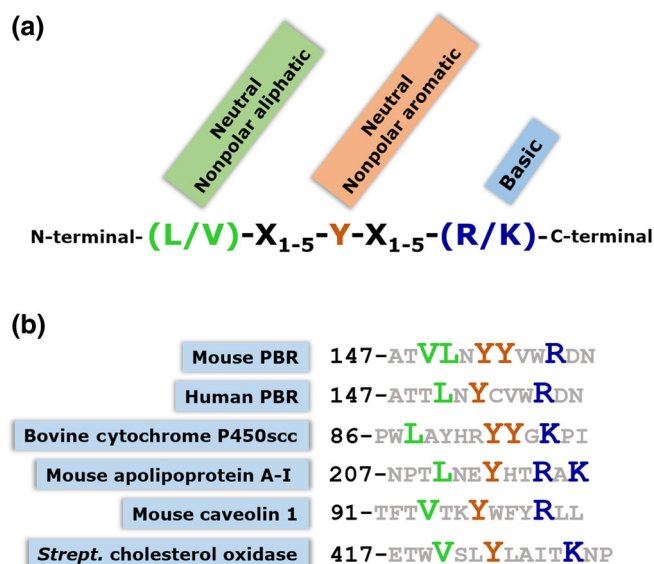 (a)
Neutral
Nonpolar aliphatic
Neutral
Nonpolar aromatic
Basic
N-terminal-(L/V)-X1-5-Y-X1-5-(R/K)-C-terminal
(b)
Mouse PBR 147-ATVLNYYVWRDN
Human PBR 147-ATTLNYCVWRDN
Bovine cytochrome P450scc 86-PWLAYHRYYGKPI
Mouse apolipoprotein A-I 207-NPTLNEYHTRAK
Mouse caveolin 1 91-TFTVTKYWFYRLL
Strept. cholesterol oxidase 417-ETWVSLYLAITKNP